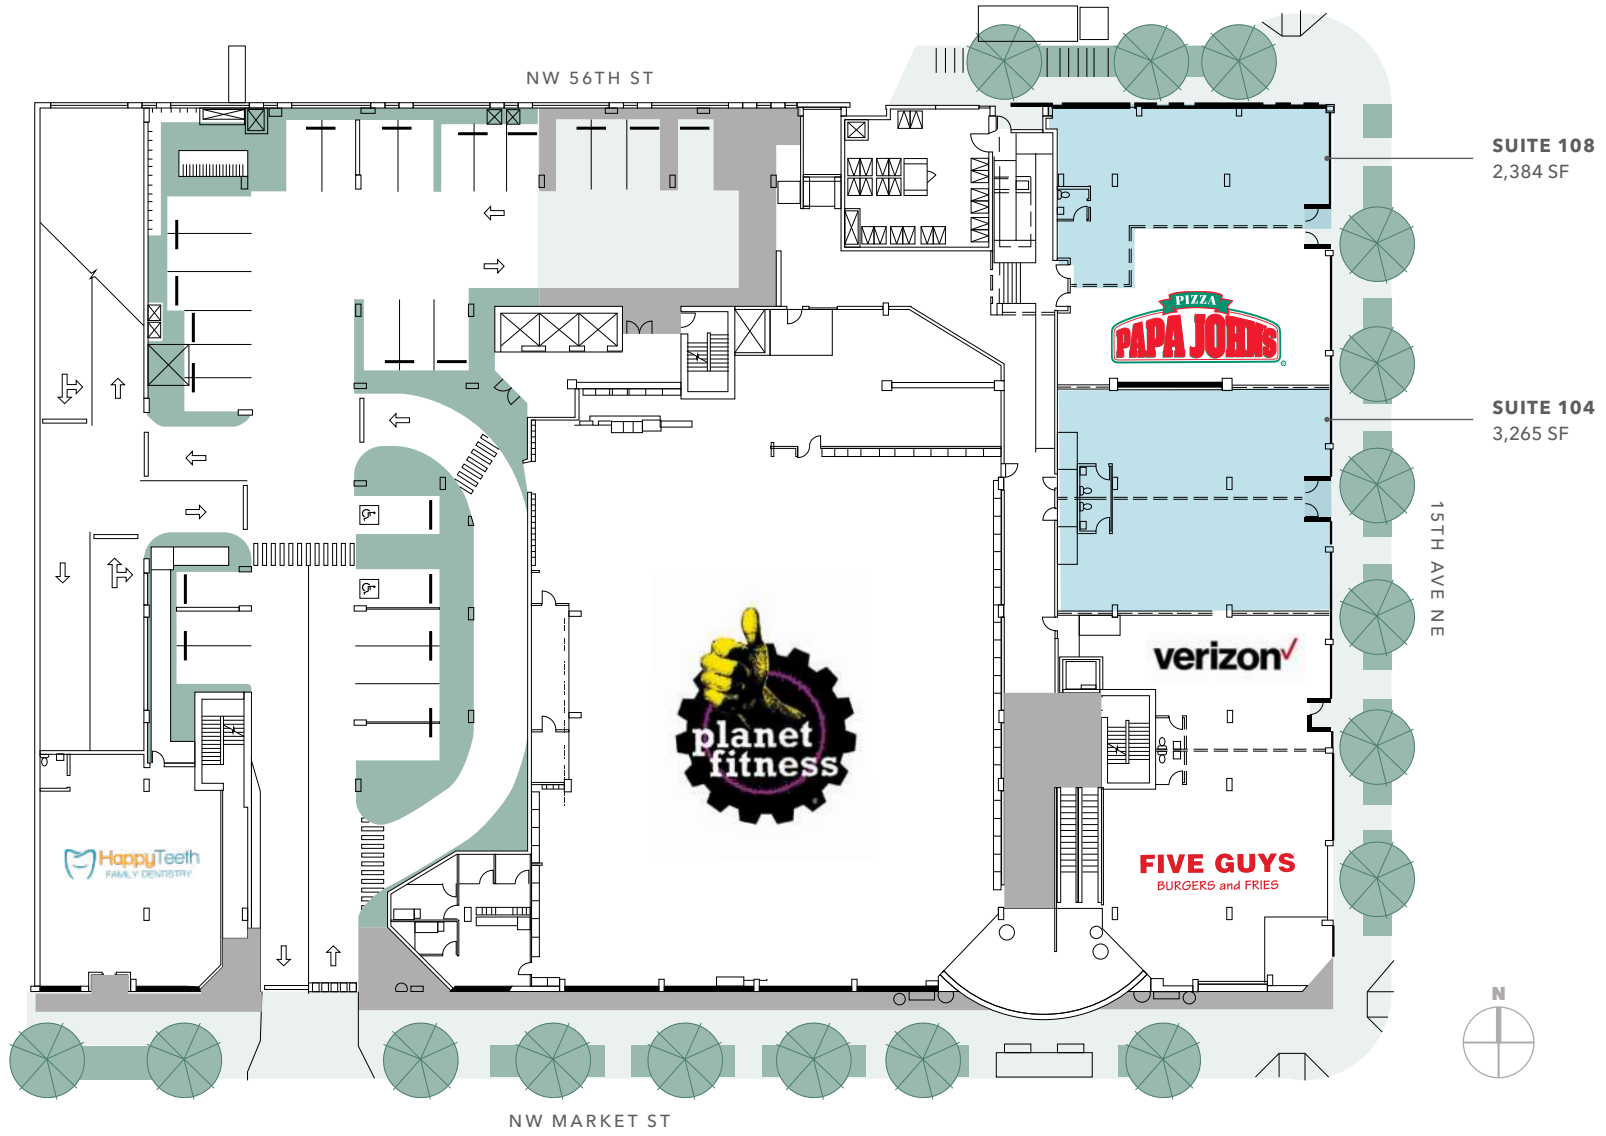 NW 56TH ST
SUITE 108
2,384 SF
PIZZA
PAPA JOHN'S
SUITE 104
3,265 SF
15TH AVE NE
verizon
planet
fitness
HappyTeeth
FAMILY DENTISTRY
FIVE GUYS
BURGERS and FRIES
N
NW MARKET ST